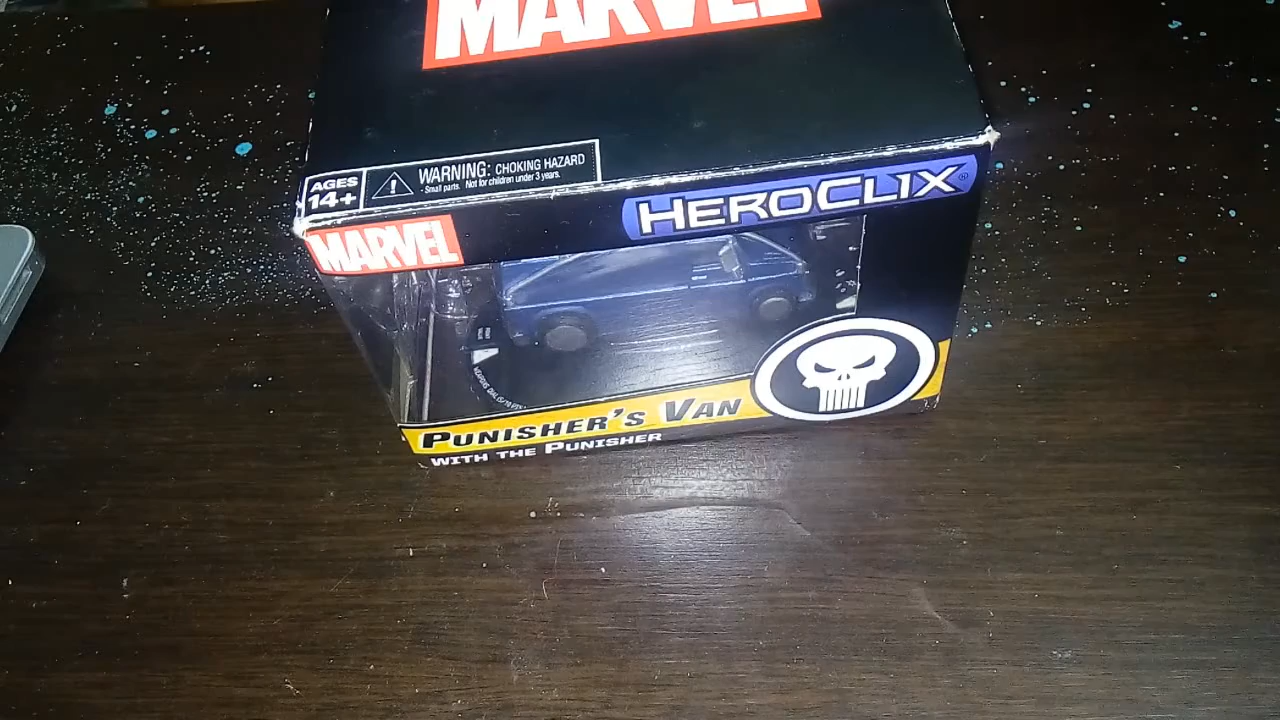 MARVEL
AGES
14+
WARNING: CHOKING HAZARD
Small parts. Not for children under 3 years.
HEROCLIX
MARVEL
PUNISHER'S VAN
WITH THE PUNISHER